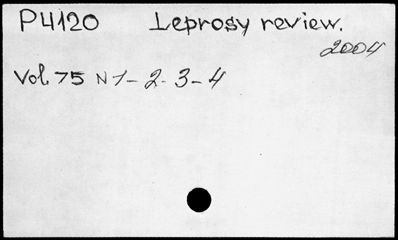 P4120 Leprosy review.
2004
Vol. 75 N 1-2-3-4